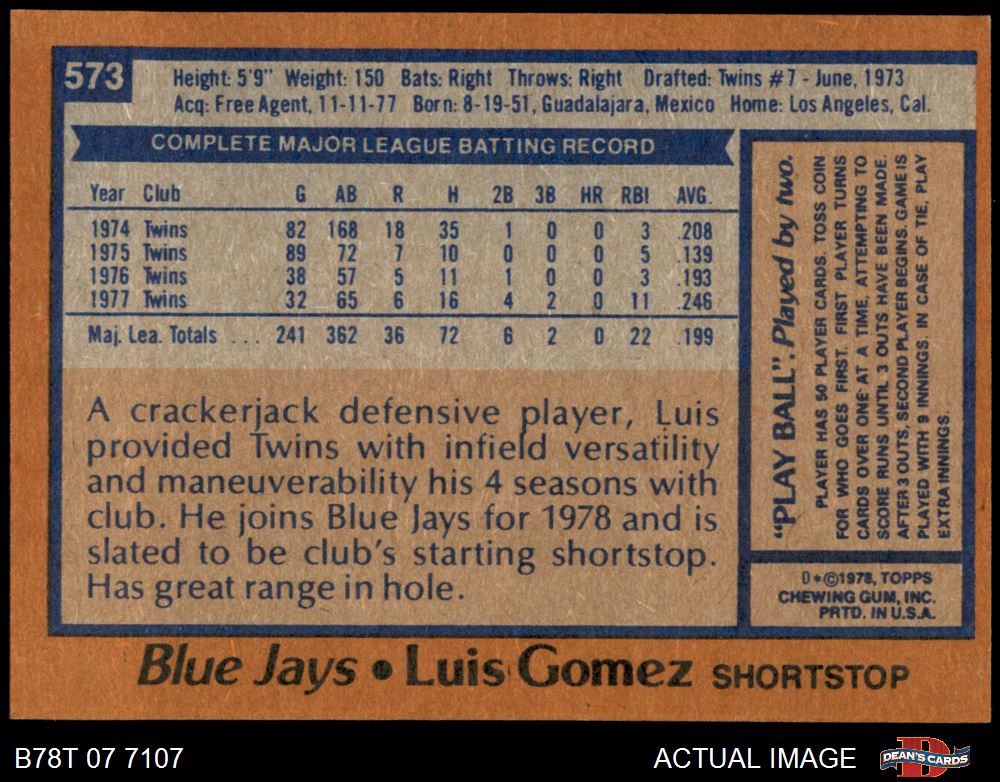 573
Height: 5'9" Weight: 150 Bats: Right Throws: Right Drafted: Twins #7 - June, 1973
Acq: Free Agent, 11-11-77 Born: 8-19-51, Guadalajara, Mexico Home: Los Angeles, Cal.
COMPLETE MAJOR LEAGUE BATTING RECORD
Year Club G AB R H 2B 3B HR RBI AVG.
1974 Twins 82 168 18 35 1 0 0 3 .208
1975 Twins 89 72 7 10 0 0 0 5 .139
1976 Twins 38 57 5 11 1 0 0 3 .193
1977 Twins 32 65 6 16 4 2 0 11 .246
Maj. Lea. Totals ... 241 362 36 72 6 2 0 22 .199
A crackerjack defensive player, Luis
provided Twins with infield versatility
and maneuverability his 4 seasons with
club. He joins Blue Jays for 1978 and is
slated to be club's starting shortstop.
Has great range in hole.
"PLAY BALL". Played by two.
PLAYER HAS 50 PLAYER CARDS. TOSS COIN
FOR WHO GOES FIRST. FIRST PLAYER TURNS
CARDS OVER ONE AT A TIME, ATTEMPTING TO
SCORE RUNS UNTIL 3 OUTS HAVE BEEN MADE.
AFTER 3 OUTS, SECOND PLAYER BEGINS. GAME IS
PLAYED WITH 9 INNINGS. IN CASE OF TIE, PLAY
EXTRA INNINGS.
D*©1978, TOPPS
CHEWING GUM, INC.
PRTD. IN U.S.A.
Blue Jays • Luis Gomez SHORTSTOP
B78T 07 7107
ACTUAL IMAGE
D
DEAN'S CARDS